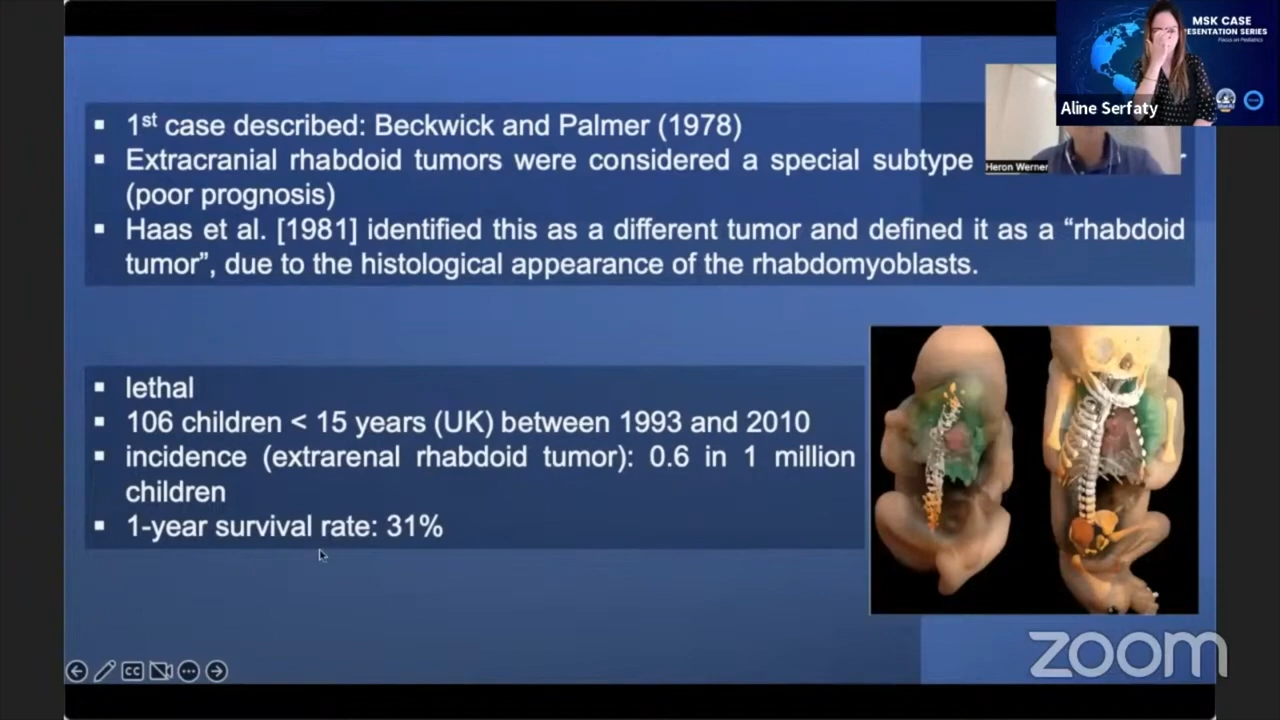 MSK CASE
ESENTATION SERIES
Focus on Pediatrics
Aline Serfaty
Heron Werner
▪ 1st case described: Beckwick and Palmer (1978)
▪ Extracranial rhabdoid tumors were considered a special subtype
r
(poor prognosis)
▪ Haas et al. [1981] identified this as a different tumor and defined it as a “rhabdoid
tumor”, due to the histological appearance of the rhabdomyoblasts.
▪ lethal
▪ 106 children < 15 years (UK) between 1993 and 2010
▪ incidence (extrarenal rhabdoid tumor): 0.6 in 1 million
children
▪ 1-year survival rate: 31%
CC
zoom